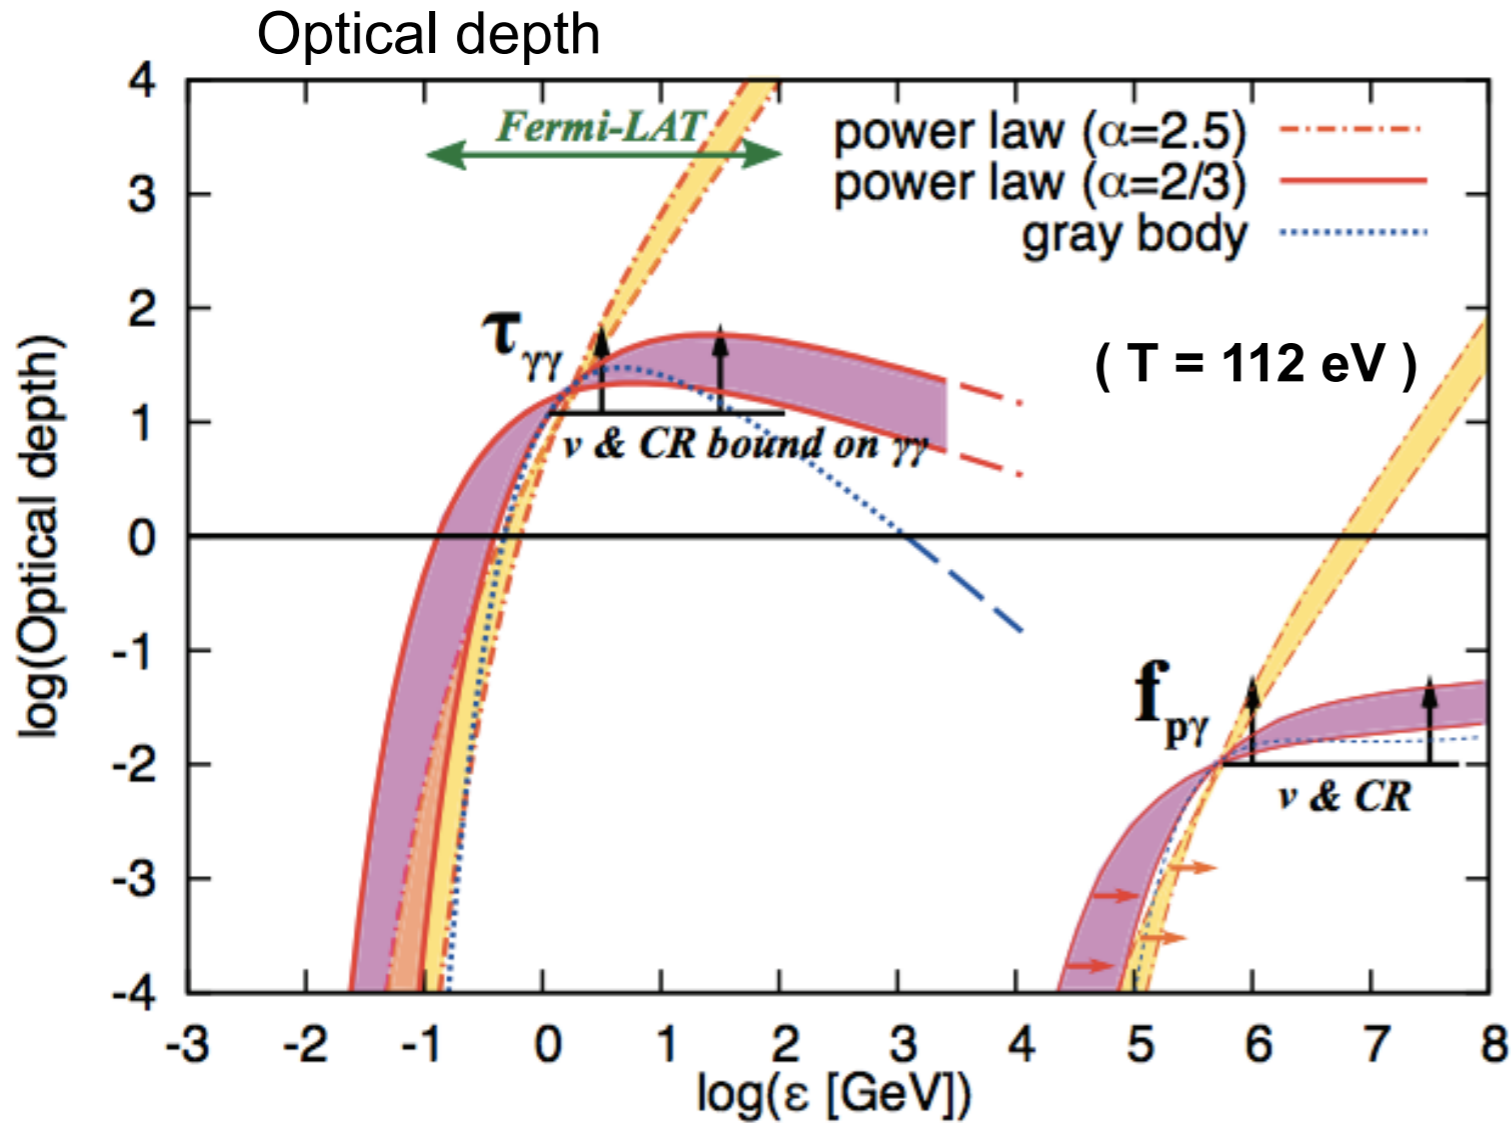 Optical depth
Fermi-LAT
power law (α=2.5)
power law (α=2/3)
gray body
τγγ
( T = 112 eV )
ν & CR bound on γγ
fpγ
ν & CR
log(Optical depth)
4
3
2
1
0
-1
-2
-3
-4
-3 -2 -1 0 1 2 3 4 5 6 7 8
log(ε [GeV])